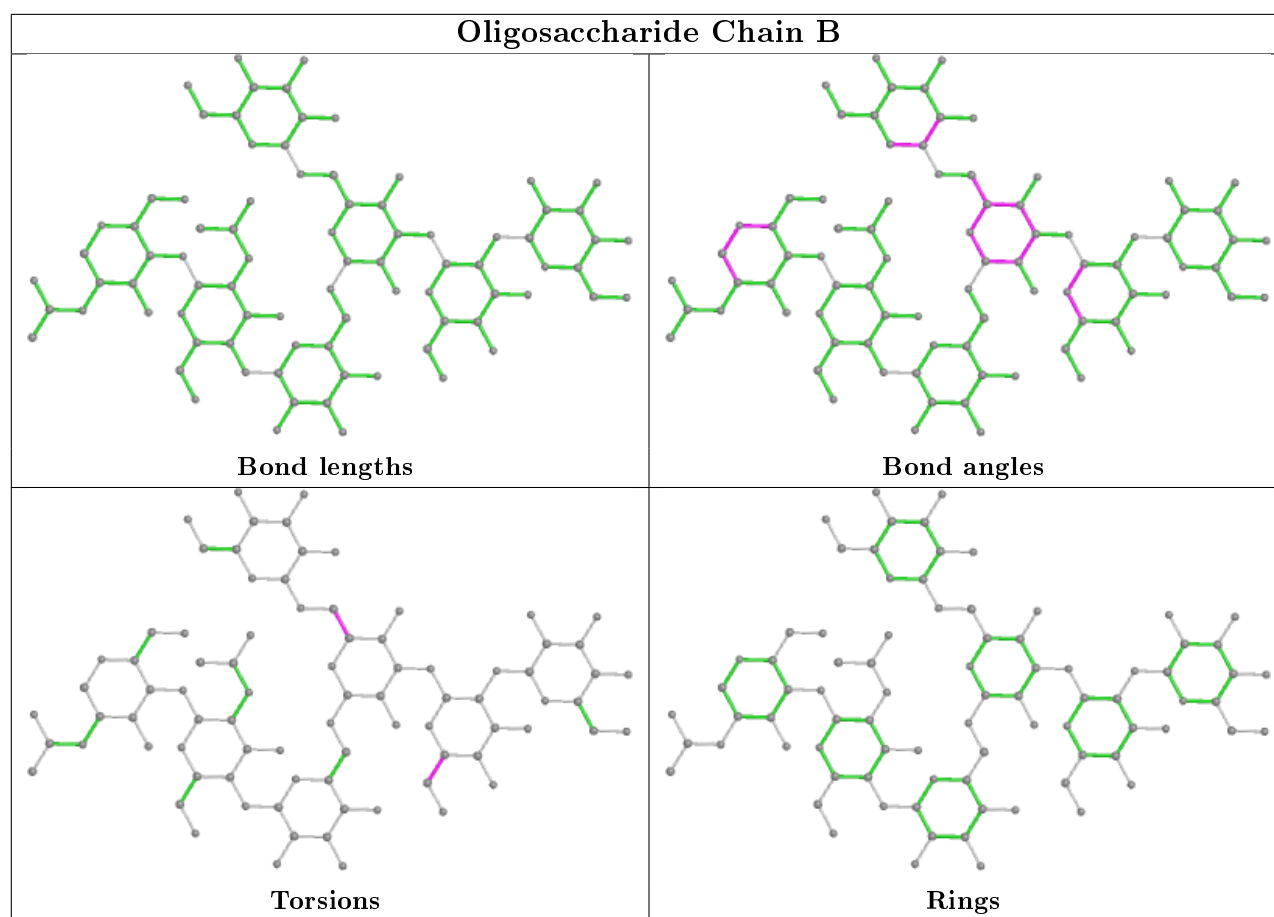 Oligosaccharide Chain B
Bond lengths
Bond angles
Torsions
Rings